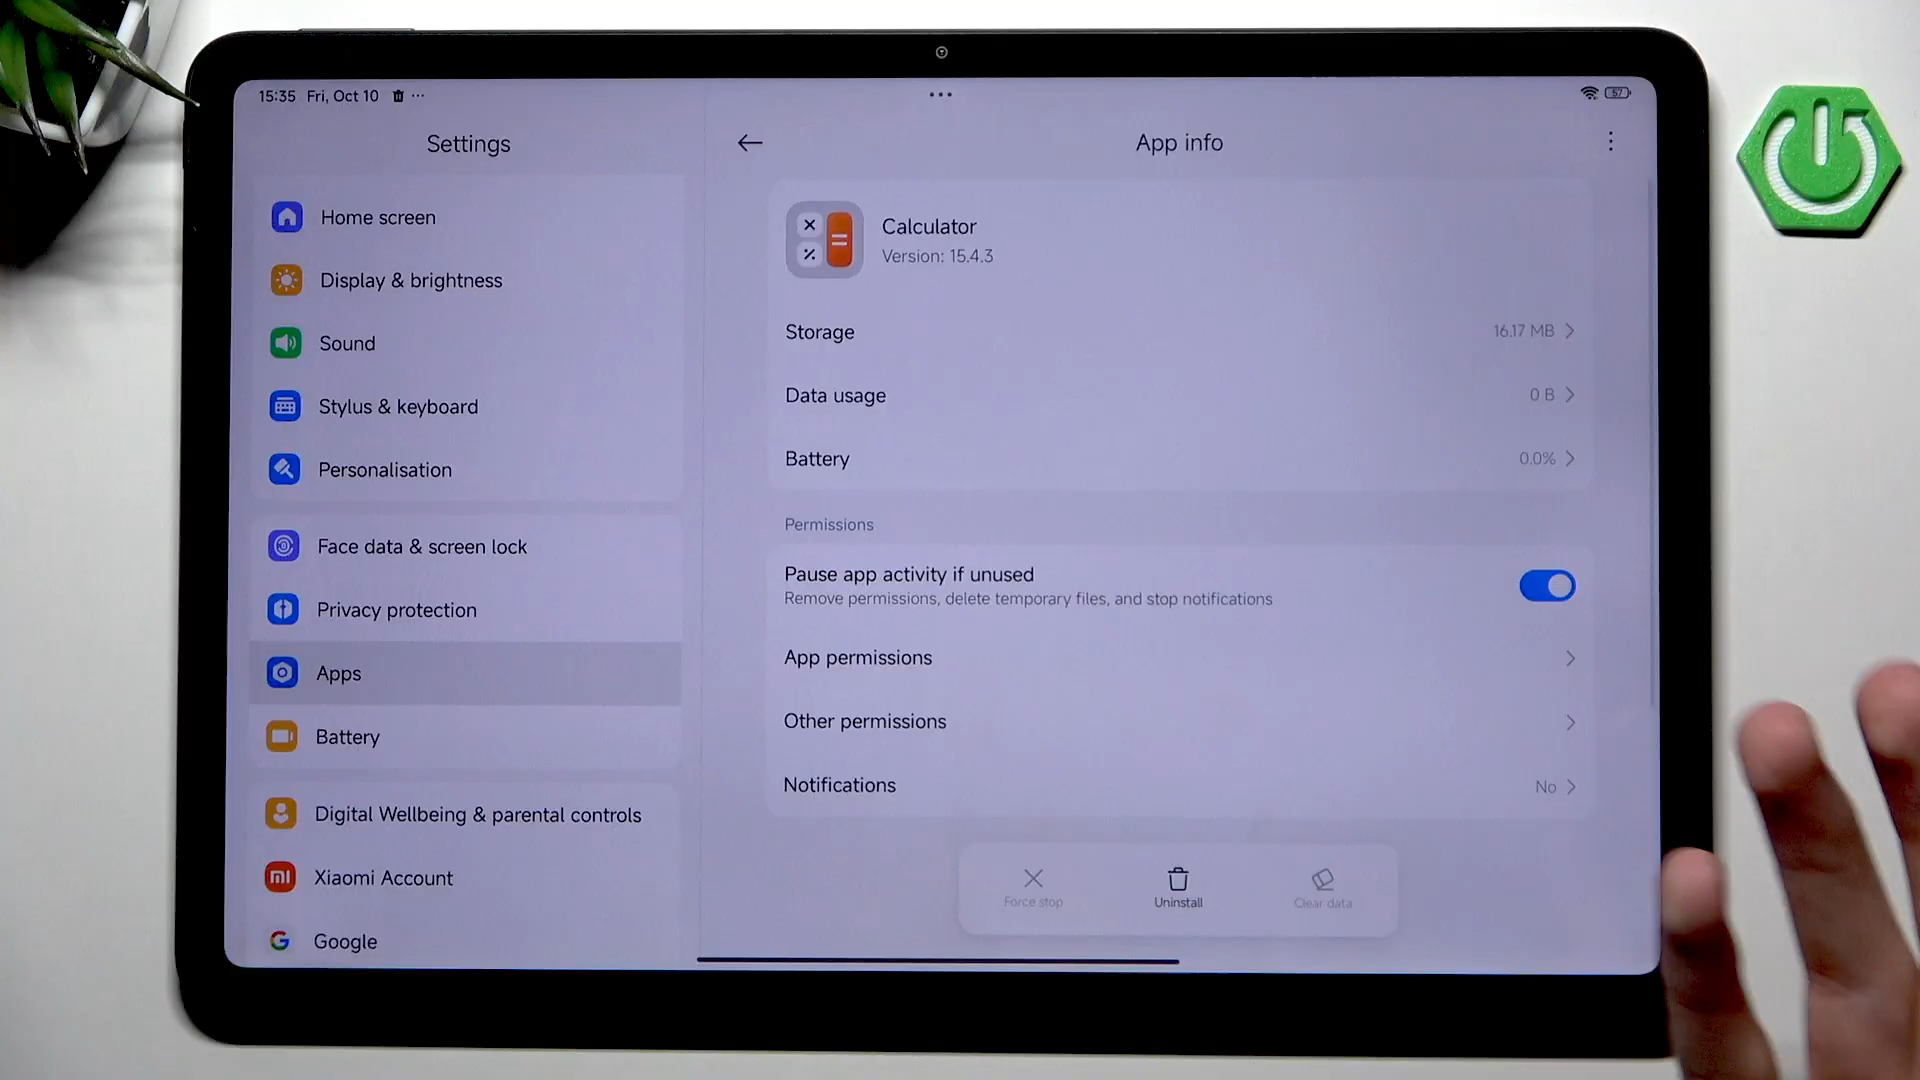 15:35 Fri, Oct 10
57
Settings
Home screen
Display & brightness
Sound
Stylus & keyboard
Personalisation
Face data & screen lock
Privacy protection
Apps
Battery
Digital Wellbeing & parental controls
mi
Xiaomi Account
G
Google
App info
Calculator
Version: 15.4.3
Storage
16.17 MB
Data usage
0 B
Battery
0.0%
Permissions
Pause app activity if unused
Remove permissions, delete temporary files, and stop notifications
App permissions
Other permissions
Notifications
No
Force stop
Uninstall
Clear data